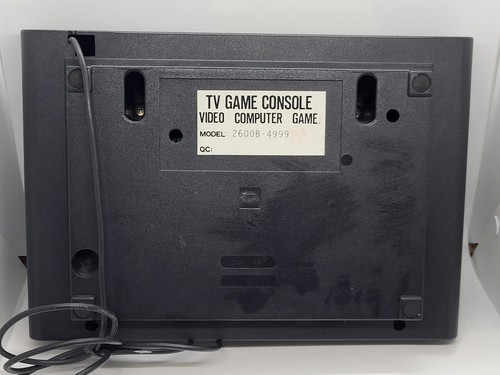 TV GAME CONSOLE
VIDEO COMPUTER GAME
MODEL 2600B-4999
QC: